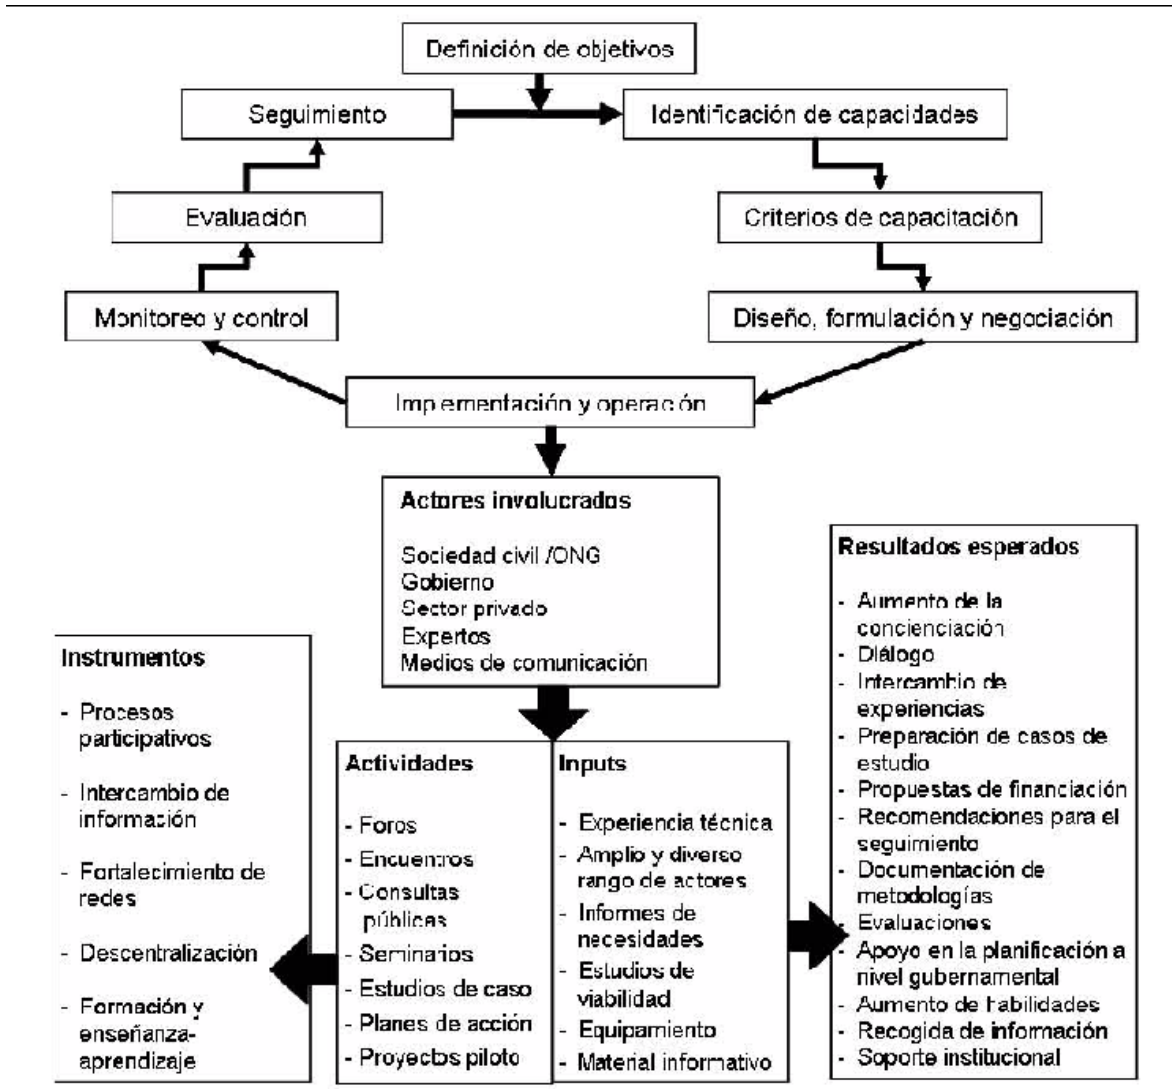 Definición de objetivos
Seguimiento
Identificación de capacidades
Evaluación
Criterios de capacitación
Monitoreo y control
Diseño, formulación y negociación
Implementación y operación
Actores involucrados
Sociedad civil /ONG
Gobierno
Sector privado
Expertos
Medios de comunicación
Instrumentos
- Procesos
participativos
- Intercambio de
información
- Fortalecimiento de
redes
- Descentralización
- Formación y
enseñanza-
aprendizaje
Actividades
- Foros
- Encuentros
- Consultas
públicas
- Seminarios
- Estudios de caso
- Planes de acción
- Proyectos piloto
Inputs
- Experiencia técnica
- Amplio y diverso
rango de actores
- Informes de
necesidades
- Estudios de
viabilidad
- Equipamiento
- Material informativo
Resultados esperados
- Aumento de la
concienciación
- Diálogo
- Intercambio de
experiencias
- Preparación de casos de
estudio
- Propuestas de financiación
- Recomendaciones para el
seguimiento
- Documentación de
metodologías
- Evaluaciones
- Apoyo en la planificación a
nivel gubernamental
- Aumento de habilidades
- Recogida de información
- Soporte institucional